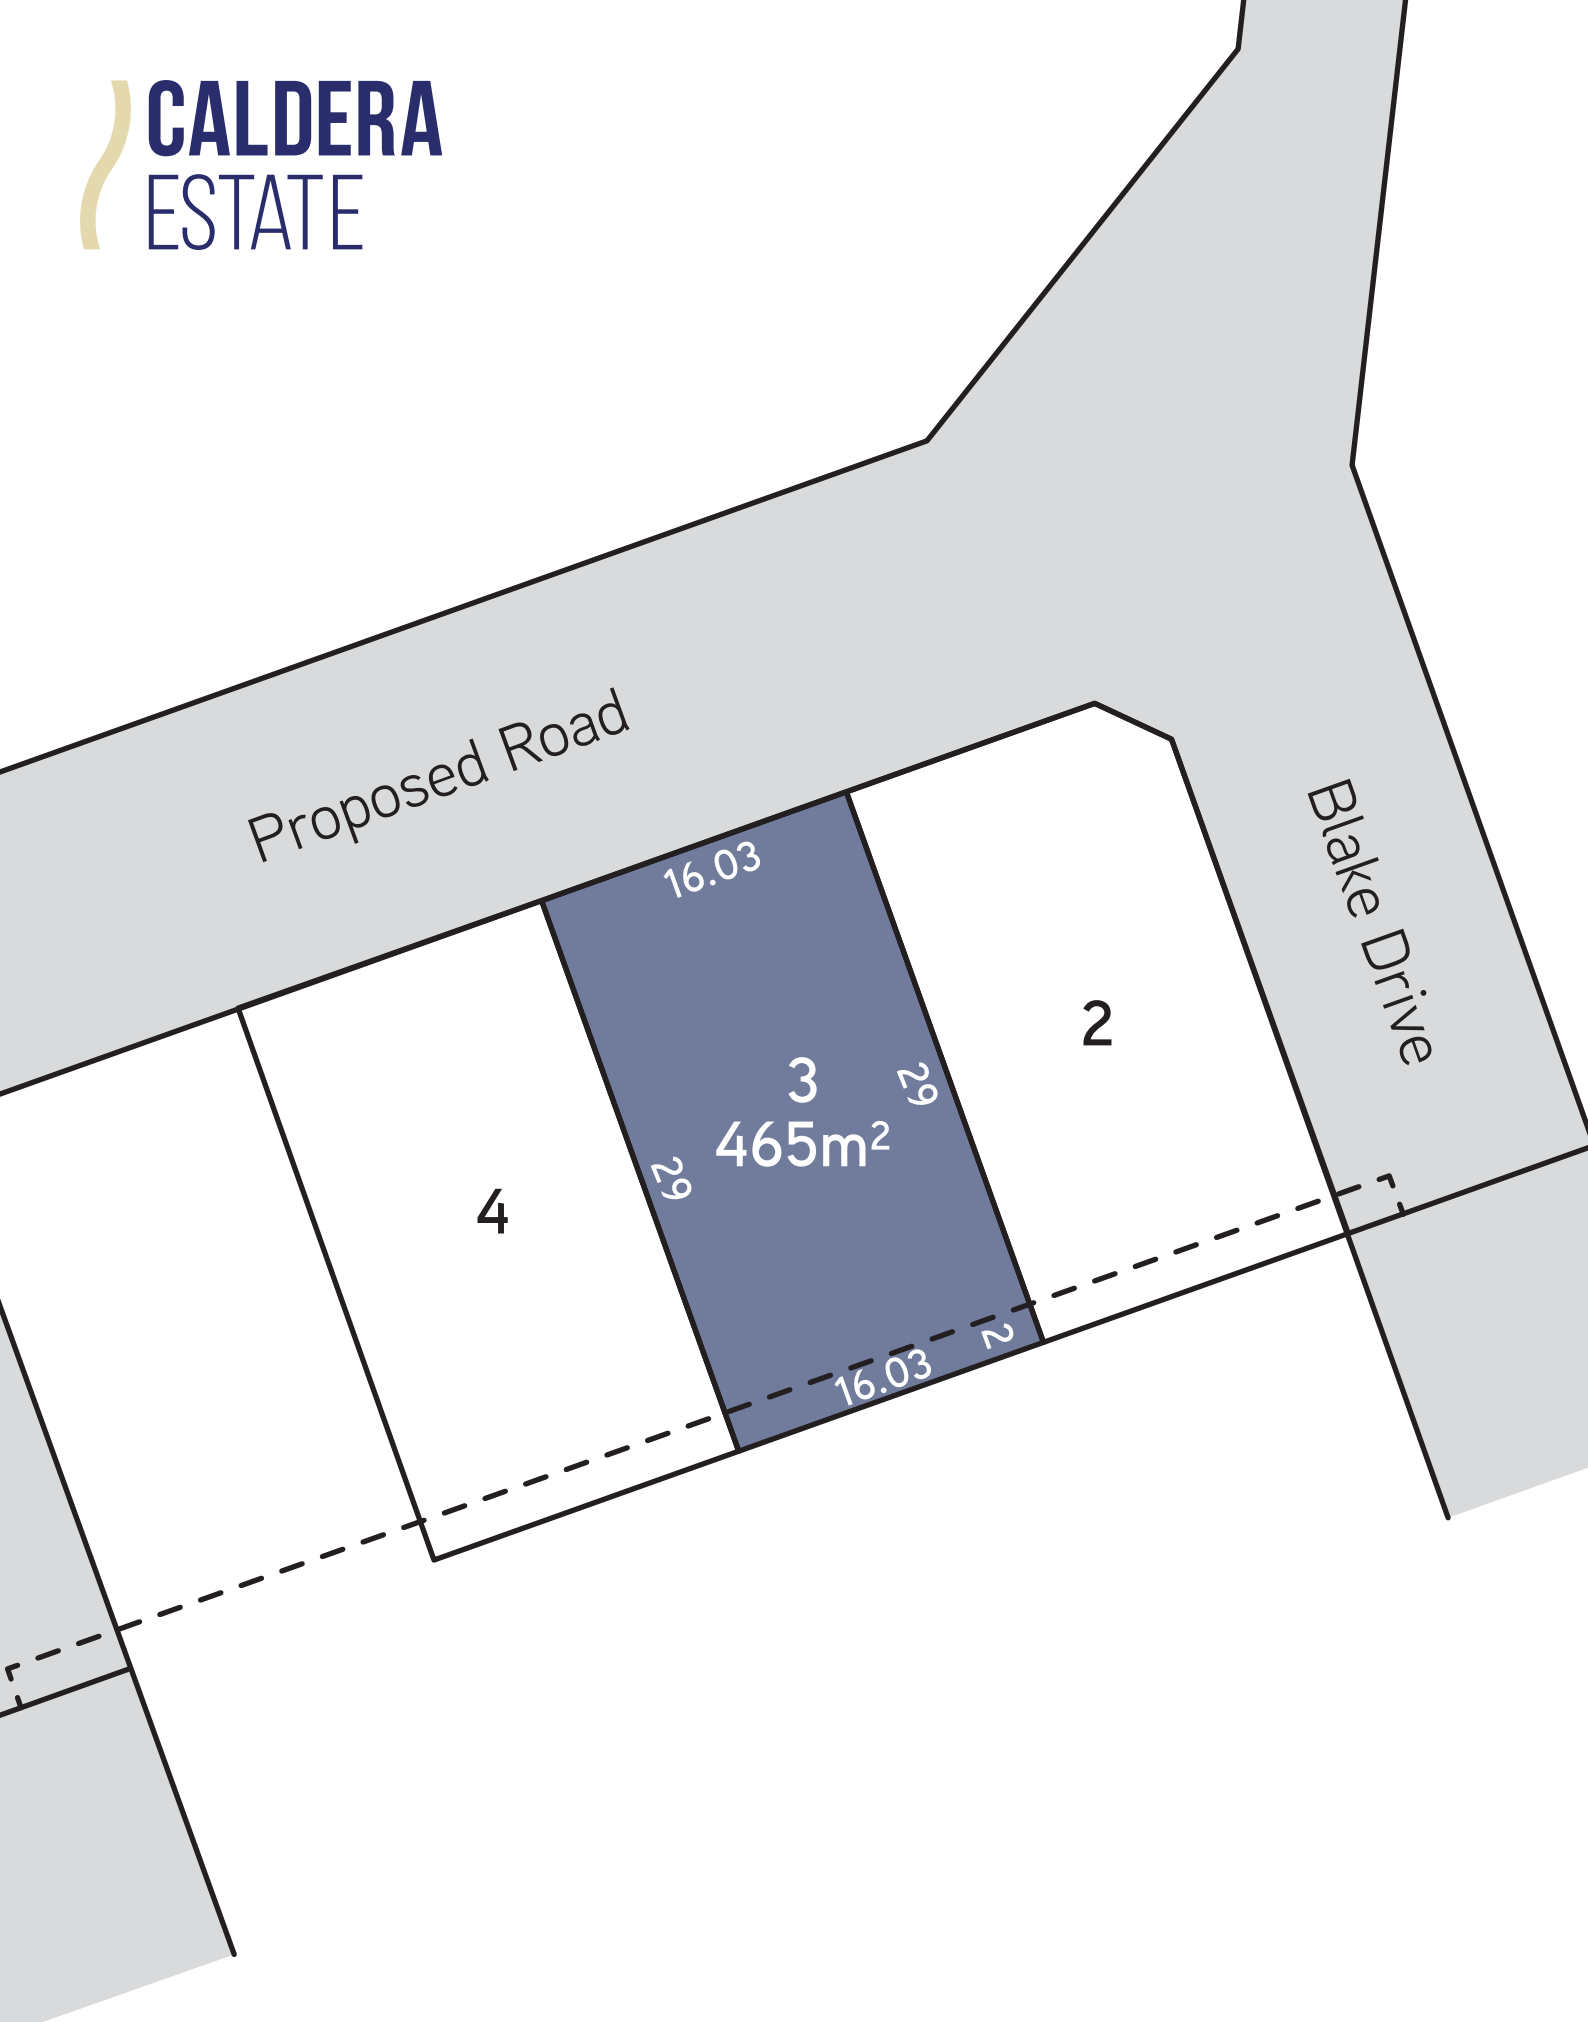 CALDERA
ESTATE
Proposed Road
Blake Drive
16.03
2
3
465m²
29
29
4
2
16.03